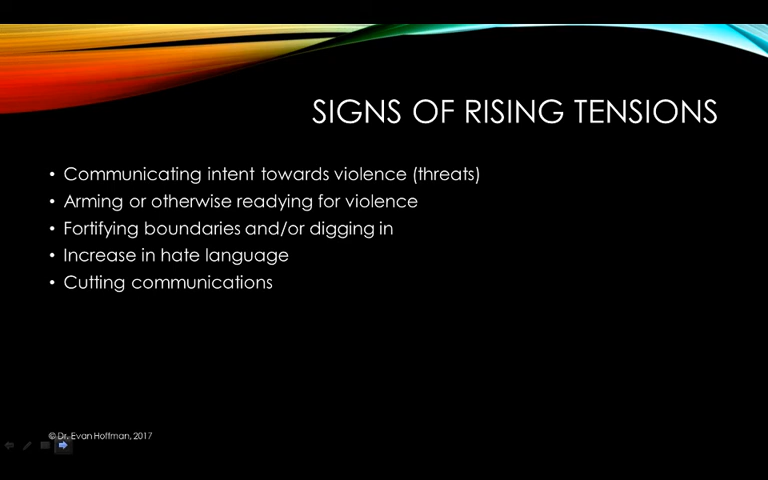 SIGNS OF RISING TENSIONS
• Communicating intent towards violence (threats)
• Arming or otherwise readying for violence
• Fortifying boundaries and/or digging in
• Increase in hate language
• Cutting communications
© Dr. Evan Hoffman, 2017